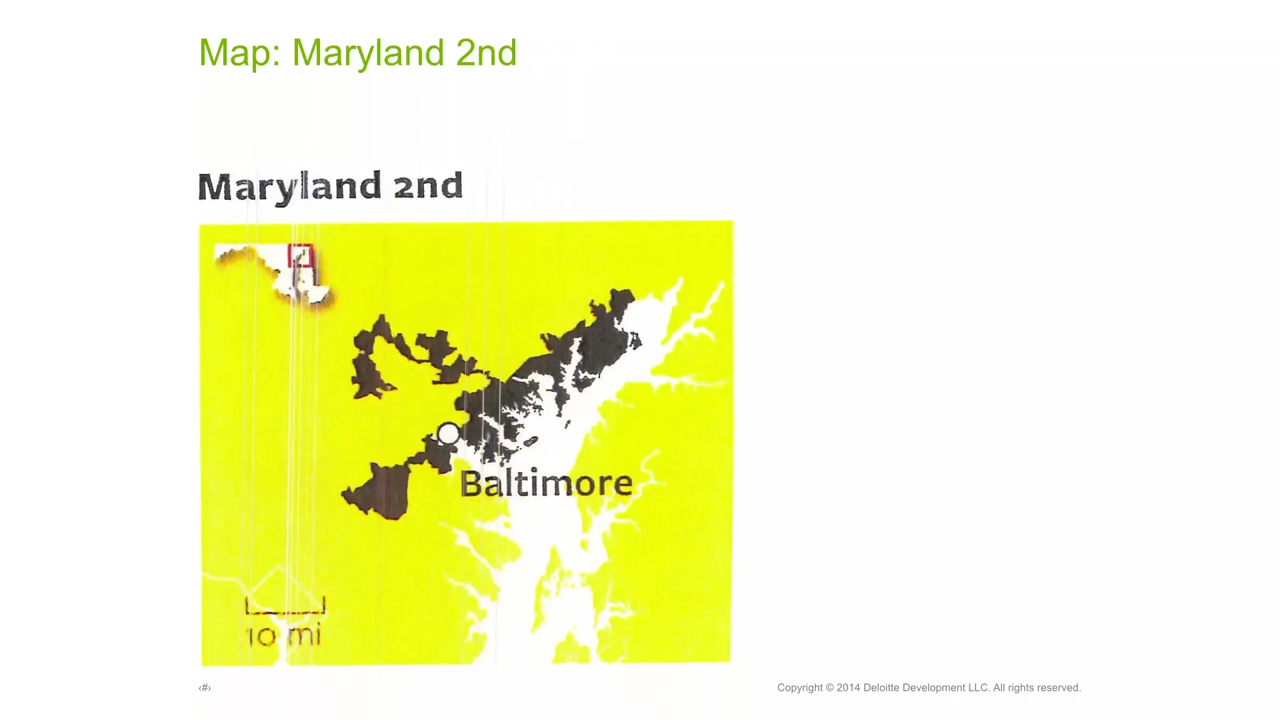 Map: Maryland 2nd
Maryland 2nd
Baltimore
10 mi
‹#›
Copyright © 2014 Deloitte Development LLC. All rights reserved.